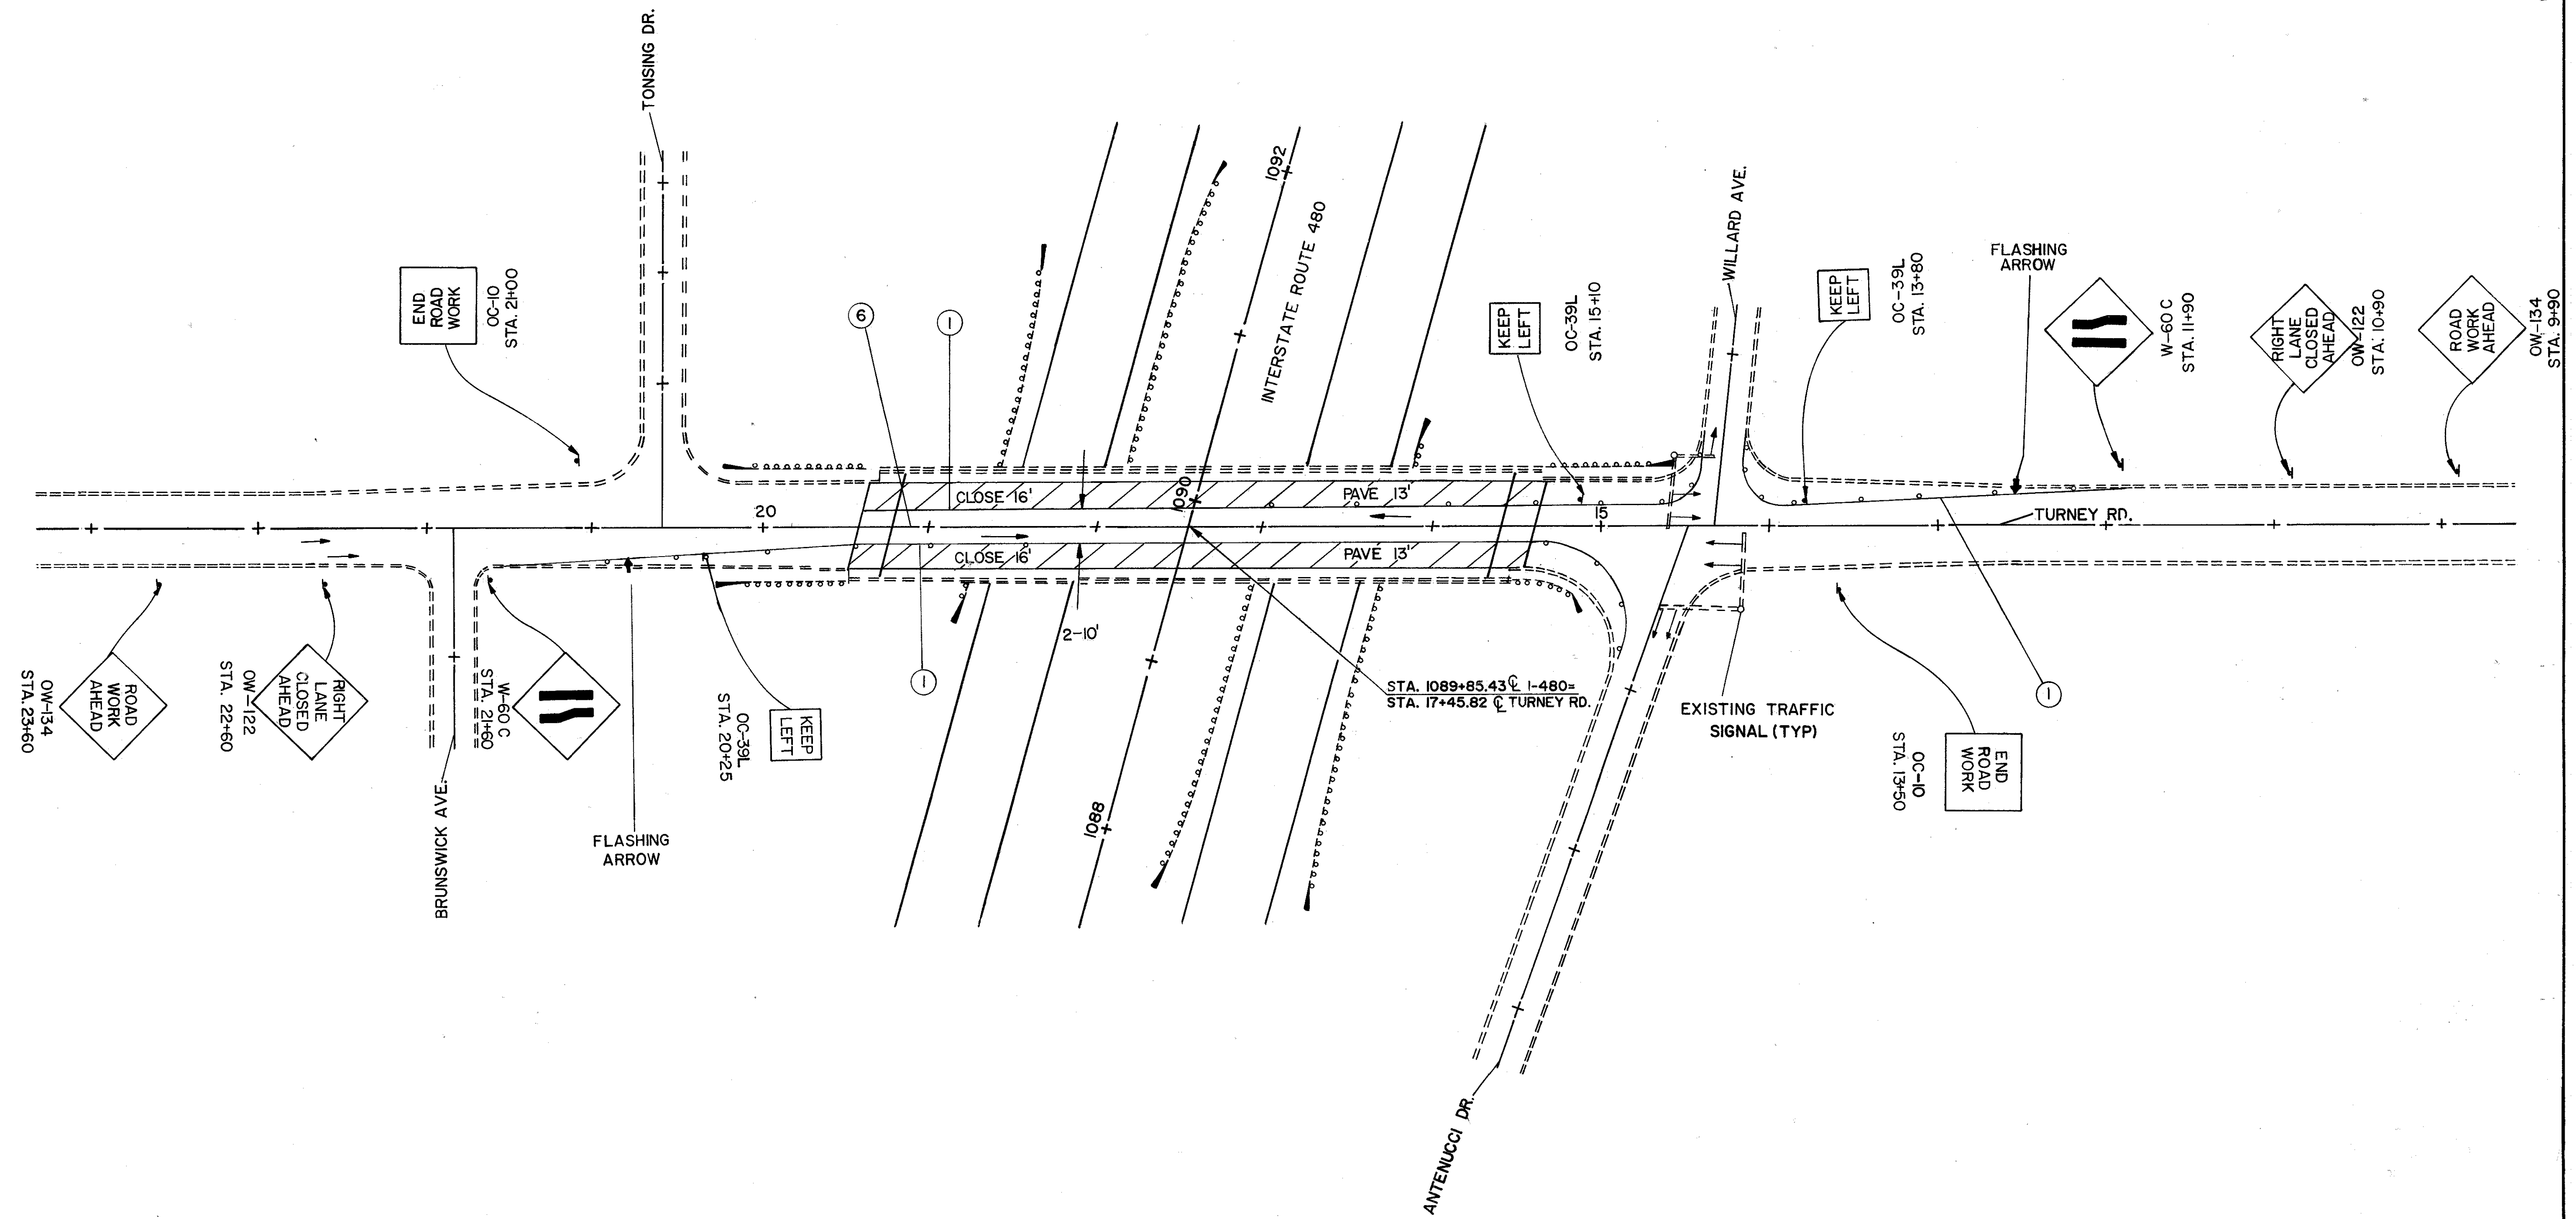 TONSING DR.
END
ROAD
WORK
OC-10
STA. 21+00
6
1
1092
INTERSTATE ROUTE 480
KEEP
LEFT
OC-39L
STA. 15+10
WILLARD AVE.
KEEP
LEFT
OC-39L
STA. 13+80
FLASHING
ARROW
W-60 C
STA. 11+90
RIGHT
LANE
CLOSED
AHEAD
OW-122
STA. 10+90
ROAD
WORK
AHEAD
OW-134
STA. 9+90
CLOSE 16'
1090
PAVE 13'
20
15
TURNEY RD.
CLOSE 16'
PAVE 13'
2-10'
ROAD
WORK
AHEAD
OW-134
STA. 23+60
RIGHT
LANE
CLOSED
AHEAD
OW-122
STA. 22+60
BRUNSWICK AVE.
W-60 C
STA. 21+60
FLASHING
ARROW
KEEP
LEFT
OC-39L
STA. 20+25
1
1088
STA. 1089+85.43 ℄ I-480=
STA. 17+45.82 ℄ TURNEY RD.
EXISTING TRAFFIC
SIGNAL (TYP)
END
ROAD
WORK
OC-10
STA. 13+50
1
ANTENUCCI DR.